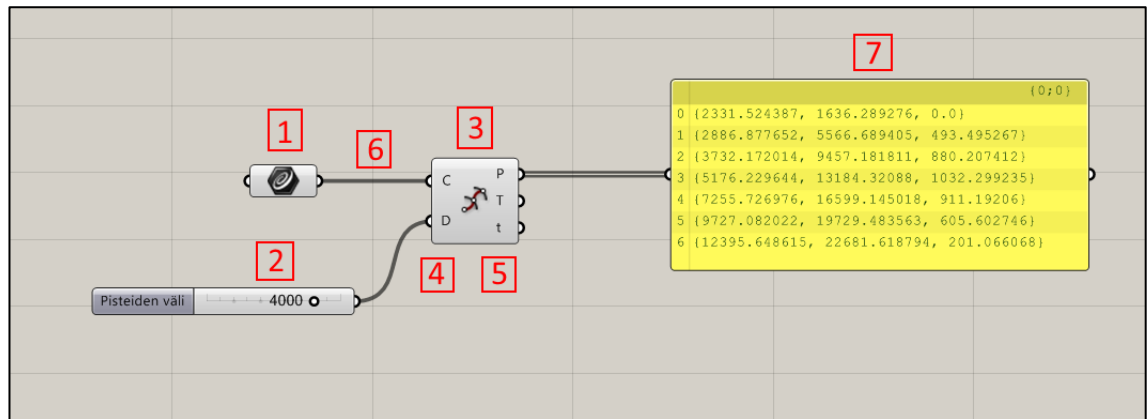 7
{0;0}
0 {2331.524387, 1636.289276, 0.0}
1 {2886.877652, 5566.689405, 493.495267}
2 {3732.172014, 9457.181811, 880.207412}
3 {5176.229644, 13184.32088, 1032.299235}
4 {7255.726976, 16599.145018, 911.19206}
5 {9727.082022, 19729.483563, 605.602746}
6 {12395.648615, 22681.618794, 201.066068}
1
6
3
C
D
P
T
t
2
4
5
Pisteiden väli
4000